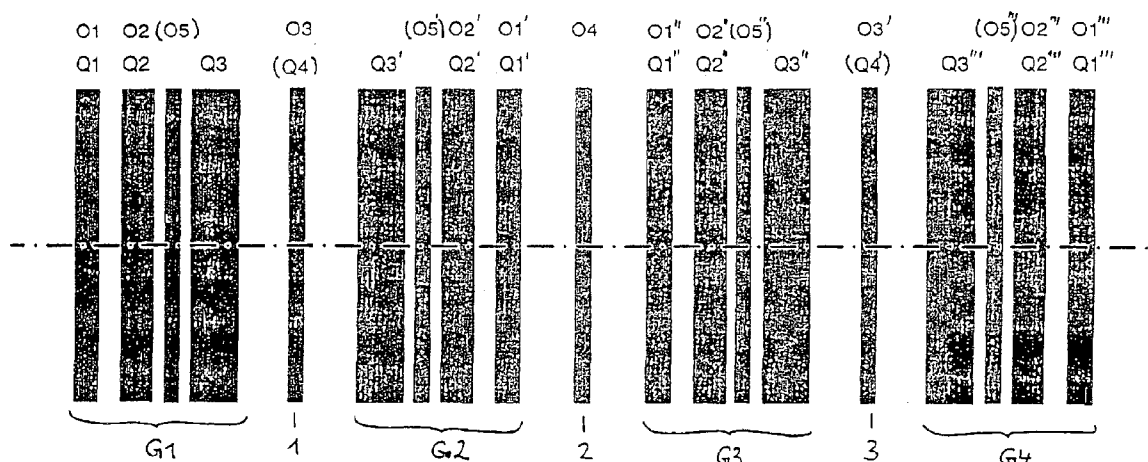 O1 O2 (O5) O3 (O5') O2' O1' O4 O1'' O2'' (O5'') O3' (O5''') O2''' O1'''
Q1 Q2 Q3 (Q4) Q3' Q2' Q1' Q1'' Q2'' Q3'' (Q4') Q3''' Q2''' Q1'''
G1 1 G2 2 G3 3 G4